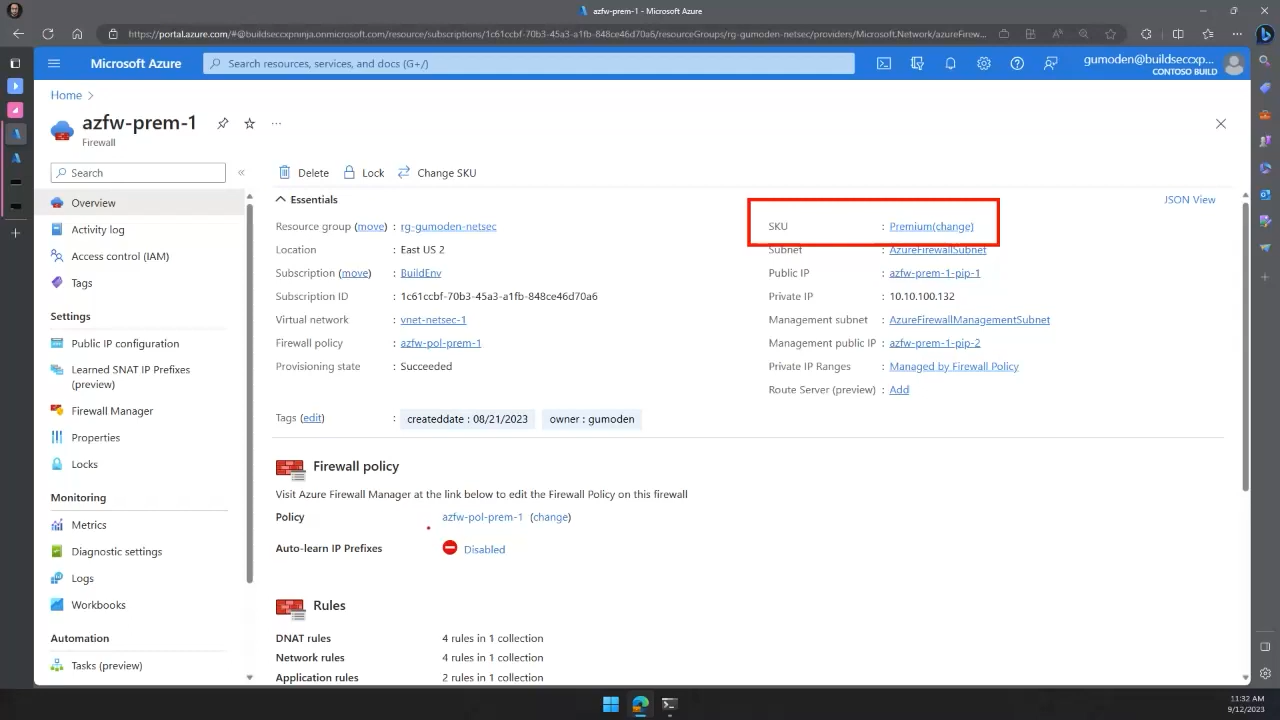 azfw-prem-1 - Microsoft Azure
https://portal.azure.com/#@buildseccxpninja.onmicrosoft.com/resource/subscriptions/1c61ccbf-70b3-45a3-a1fb-848ce46d70a6/resourceGroups/rg-gumoden-netsec/providers/Microsoft.Network/azureFirew...
Microsoft Azure
Search resources, services, and docs (G+/)
gumoden@buildseccxp...
CONTOSO BUILD
Home
azfw-prem-1
Firewall
Search
Delete
Lock
Change SKU
Overview
Activity log
Access control (IAM)
Tags
Settings
Public IP configuration
Learned SNAT IP Prefixes
(preview)
Firewall Manager
Properties
Locks
Monitoring
Metrics
Diagnostic settings
Logs
Workbooks
Automation
Tasks (preview)
Essentials
JSON View
Resource group (move) : rg-gumoden-netsec
Location : East US 2
Subscription (move) : BuildEnv
Subscription ID : 1c61ccbf-70b3-45a3-a1fb-848ce46d70a6
Virtual network : vnet-netsec-1
Firewall policy : azfw-pol-prem-1
Provisioning state : Succeeded
SKU : Premium(change)
Subnet : AzureFirewallSubnet
Public IP : azfw-prem-1-pip-1
Private IP : 10.10.100.132
Management subnet : AzureFirewallManagementSubnet
Management public IP : azfw-prem-1-pip-2
Private IP Ranges : Managed by Firewall Policy
Route Server (preview) : Add
Tags (edit) : createddate : 08/21/2023 owner : gumoden
Firewall policy
Visit Azure Firewall Manager at the link below to edit the Firewall Policy on this firewall
Policy azfw-pol-prem-1 (change)
Auto-learn IP Prefixes Disabled
Rules
DNAT rules 4 rules in 1 collection
Network rules 4 rules in 1 collection
Application rules 2 rules in 1 collection
11:32 AM
9/12/2023